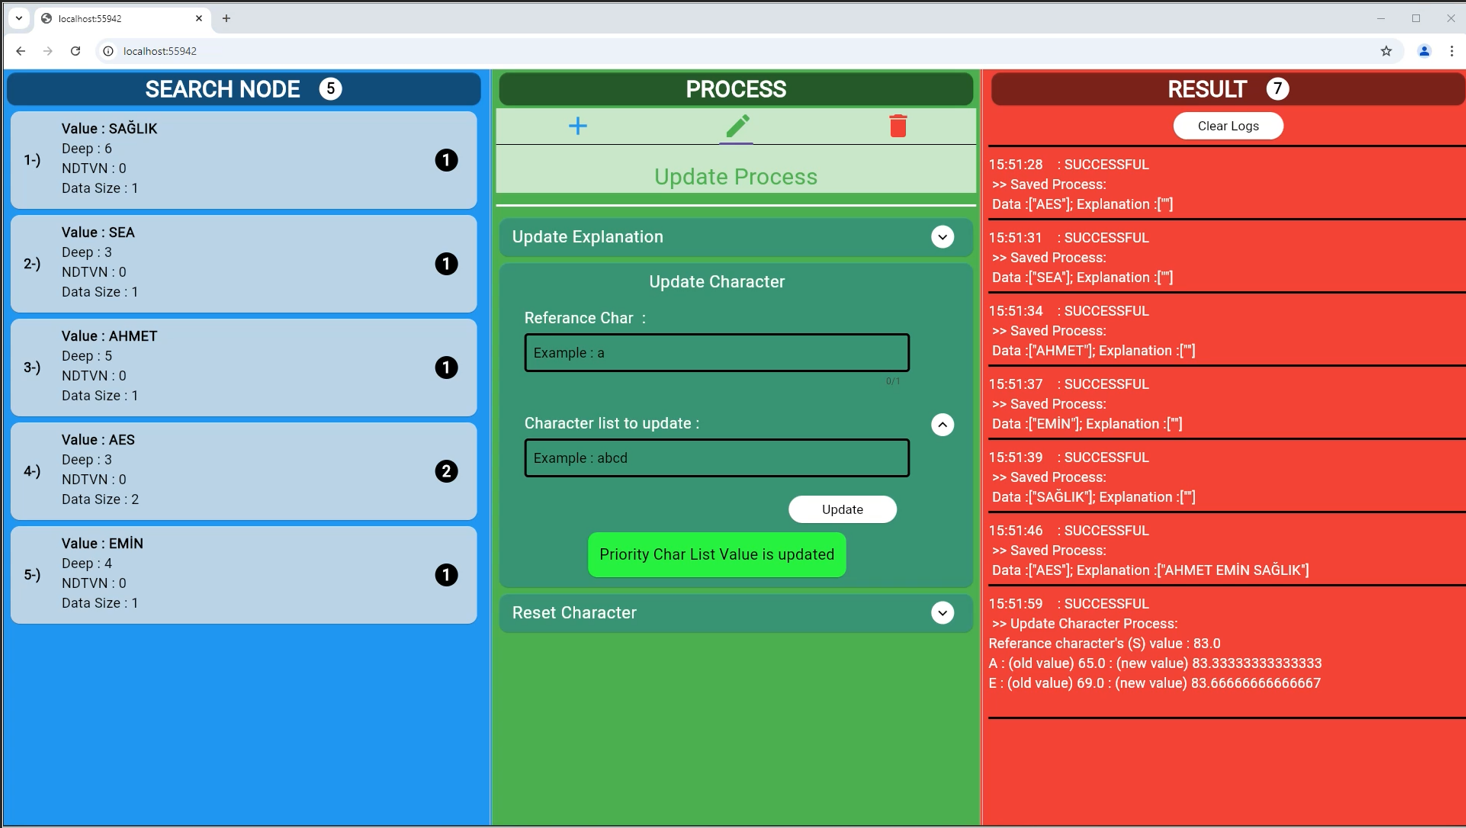 localhost:55942
localhost:55942
SEARCH NODE 5
1-)
Value : SAĞLIK
Deep : 6
NDTVN : 0
Data Size : 1
1
2-)
Value : SEA
Deep : 3
NDTVN : 0
Data Size : 1
1
3-)
Value : AHMET
Deep : 5
NDTVN : 0
Data Size : 1
1
4-)
Value : AES
Deep : 3
NDTVN : 0
Data Size : 2
2
5-)
Value : EMİN
Deep : 4
NDTVN : 0
Data Size : 1
1
PROCESS
Update Process
Update Explanation
Update Character
Referance Char :
Example : a
0/1
Character list to update :
Example : abcd
Update
Priority Char List Value is updated
Reset Character
RESULT 7
Clear Logs
15:51:28 : SUCCESSFUL
>> Saved Process:
Data :["AES"]; Explanation :[""]
15:51:31 : SUCCESSFUL
>> Saved Process:
Data :["SEA"]; Explanation :[""]
15:51:34 : SUCCESSFUL
>> Saved Process:
Data :["AHMET"]; Explanation :[""]
15:51:37 : SUCCESSFUL
>> Saved Process:
Data :["EMİN"]; Explanation :[""]
15:51:39 : SUCCESSFUL
>> Saved Process:
Data :["SAĞLIK"]; Explanation :[""]
15:51:46 : SUCCESSFUL
>> Saved Process:
Data :["AES"]; Explanation :["AHMET EMİN SAĞLIK"]
15:51:59 : SUCCESSFUL
>> Update Character Process:
Referance character's (S) value : 83.0
A : (old value) 65.0 : (new value) 83.33333333333333
E : (old value) 69.0 : (new value) 83.66666666666667